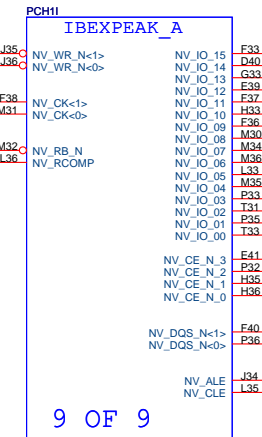 PCH1I
IBEXPEAK_A
J35 NV_WR_N<1> NV_IO_15 F33
J36 NV_WR_N<0> NV_IO_14 D40
NV_IO_13 G33
NV_IO_12 E39
NV_CK<1> NV_IO_11 F37
M31 NV_CK<0> NV_IO_10 H33
NV_IO_09 F36
NV_IO_08 M30
M32 NV_RB_N NV_IO_07 M34
L36 NV_RCOMP NV_IO_06 M36
NV_IO_05 L33
NV_IO_04 M35
NV_IO_03 P33
NV_IO_02 T31
NV_IO_01 P35
NV_IO_00 T33
NV_CE_N_3 E41
NV_CE_N_2 P32
NV_CE_N_1 H35
NV_CE_N_0 H36
NV_DQS_N<1> F40
NV_DQS_N<0> P36
NV_ALE J34
NV_CLE L35
9 OF 9